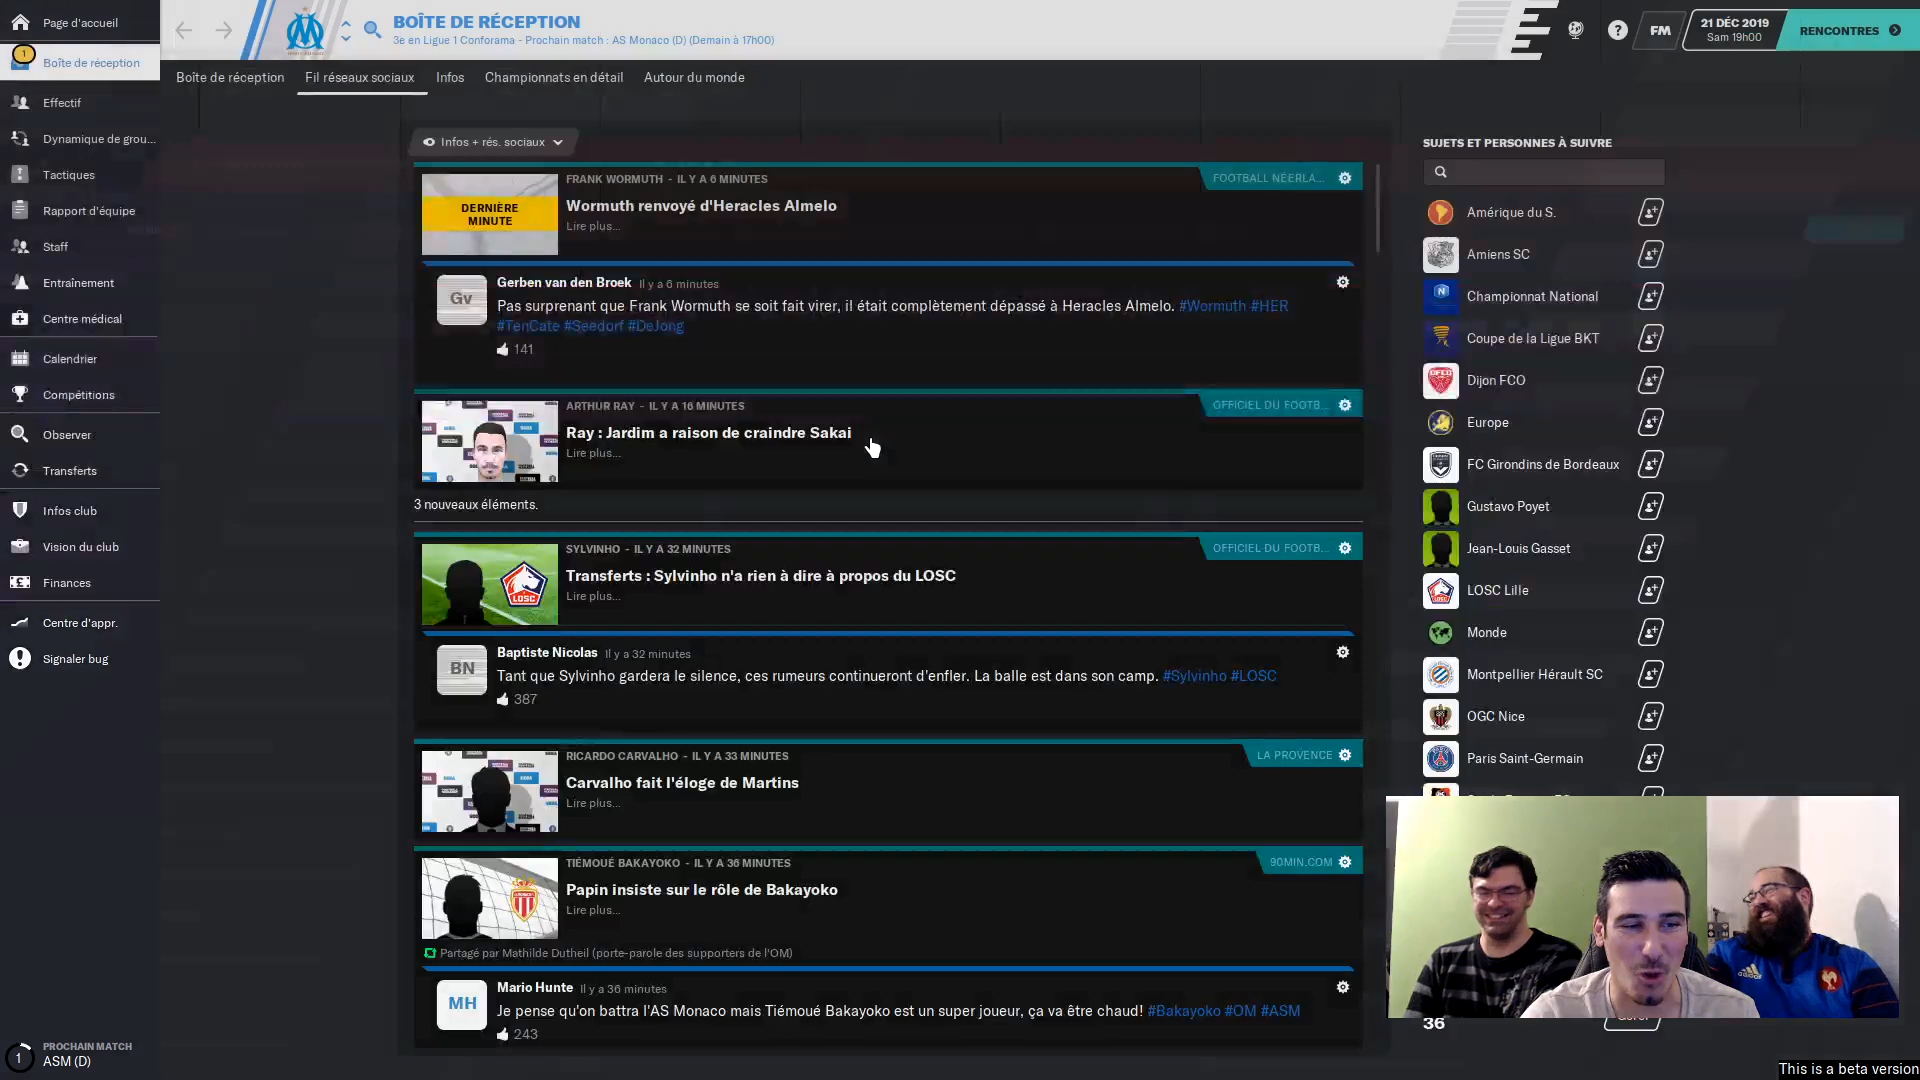 Page d'accueil
1
Boîte de réception
Effectif
Dynamique de grou...
Tactiques
Rapport d'équipe
Staff
Entraînement
Centre médical
Calendrier
Compétitions
Observer
Transferts
Infos club
Vision du club
Finances
Centre d'appr.
Signaler bug
1
PROCHAIN MATCH
ASM (D)
BOÎTE DE RÉCEPTION
3e en Ligue 1 Conforama - Prochain match : AS Monaco (D) (Demain à 17h00)
?
FM
21 DÉC 2019
Sam 19h00
RENCONTRES
Boîte de réception
Fil réseaux sociaux
Infos
Championnats en détail
Autour du monde
Infos + rés. sociaux
DERNIÈRE
MINUTE
FRANK WORMUTH - IL Y A 6 MINUTES
FOOTBALL NÉERLA...
Wormuth renvoyé d'Heracles Almelo
Lire plus...
Gv
Gerben van den Broek Il y a 6 minutes
Pas surprenant que Frank Wormuth se soit fait virer, il était complètement dépassé à Heracles Almelo. #Wormuth #HER
#TenCate #Seedorf #DeJong
141
ARTHUR RAY - IL Y A 16 MINUTES
OFFICIEL DU FOOTB...
Ray : Jardim a raison de craindre Sakai
Lire plus...
3 nouveaux éléments.
SYLVINHO - IL Y A 32 MINUTES
OFFICIEL DU FOOTB...
Transferts : Sylvinho n'a rien à dire à propos du LOSC
Lire plus...
LOSC
BN
Baptiste Nicolas Il y a 32 minutes
Tant que Sylvinho gardera le silence, ces rumeurs continueront d'enfler. La balle est dans son camp. #Sylvinho #LOSC
387
RICARDO CARVALHO - IL Y A 33 MINUTES
LA PROVENCE
Carvalho fait l'éloge de Martins
Lire plus...
TIÉMOUÉ BAKAYOKO - IL Y A 36 MINUTES
90MIN.COM
Papin insiste sur le rôle de Bakayoko
Lire plus...
Partagé par Mathilde Dutheil (porte-parole des supporters de l'OM)
MH
Mario Hunte Il y a 36 minutes
Je pense qu'on battra l'AS Monaco mais Tiémoué Bakayoko est un super joueur, ça va être chaud! #Bakayoko #OM #ASM
243
SUJETS ET PERSONNES À SUIVRE
Amérique du S.
Amiens SC
Championnat National
Coupe de la Ligue BKT
Dijon FCO
Europe
FC Girondins de Bordeaux
Gustavo Poyet
Jean-Louis Gasset
LOSC Lille
Monde
Montpellier Hérault SC
OGC Nice
Paris Saint-Germain
adidas
36
This is a beta version